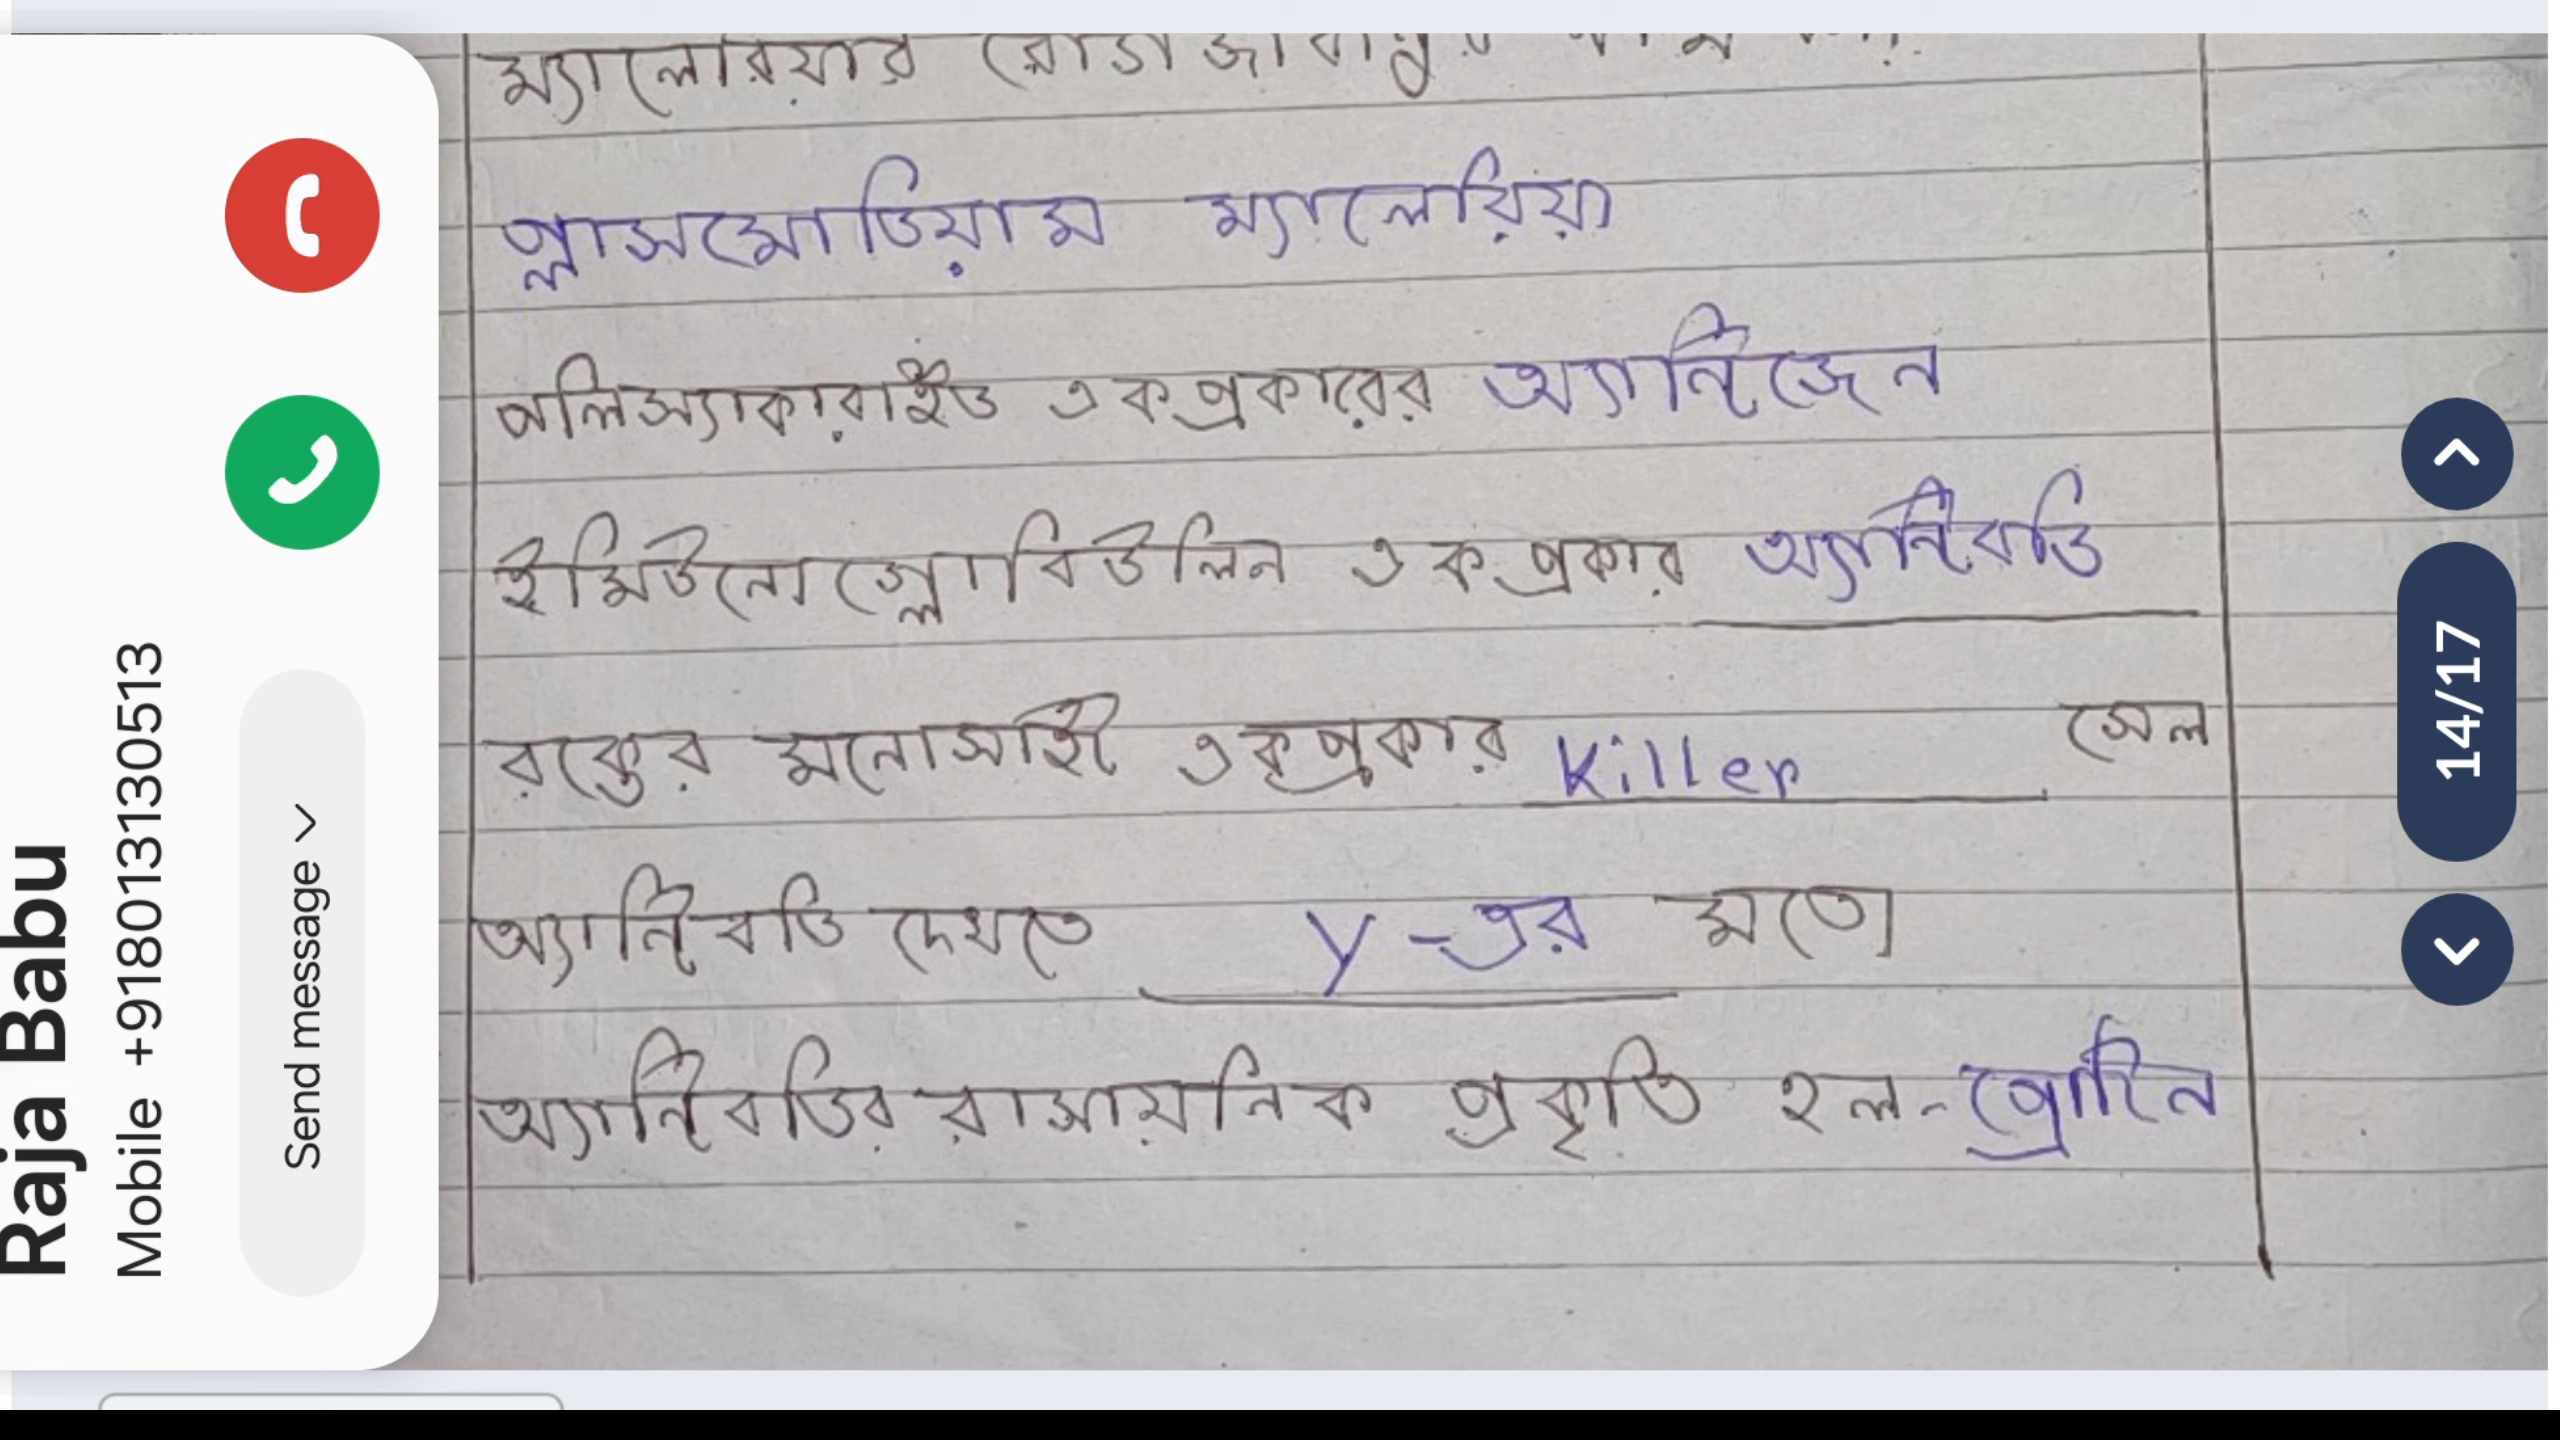 ম্যালেরিয়ার রোগ জীবাণুর নাম কি?
প্লাসমোডিয়াম ম্যালেরিয়া
পলিস্যাকারাইড একপ্রকারের অ্যান্টিজেন
ইমিউনোগ্লোবিউলিন একপ্রকার অ্যান্টিবডি
রক্তের মনোসাইট একপ্রকার Killer সেল
অ্যান্টিবডি দেখতে Y-এর মতো
অ্যান্টিবডির রাসায়নিক প্রকৃতি হল- প্রোটিন
Raja Babu
Mobile +918013130513
Send message
14/17